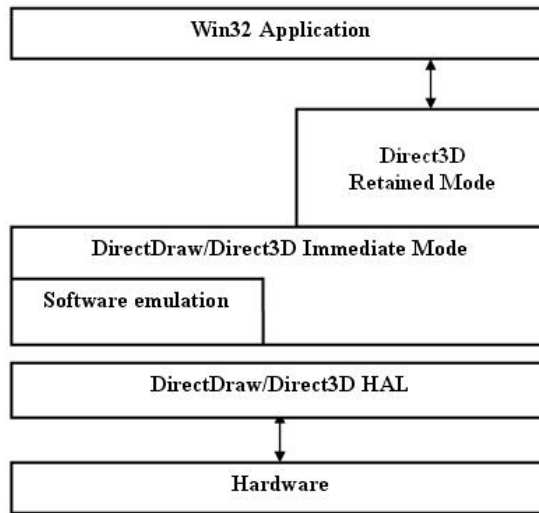 Win32 Application
Direct3D
Retained Mode
DirectDraw/Direct3D Immediate Mode
Software emulation
DirectDraw/Direct3D HAL
Hardware